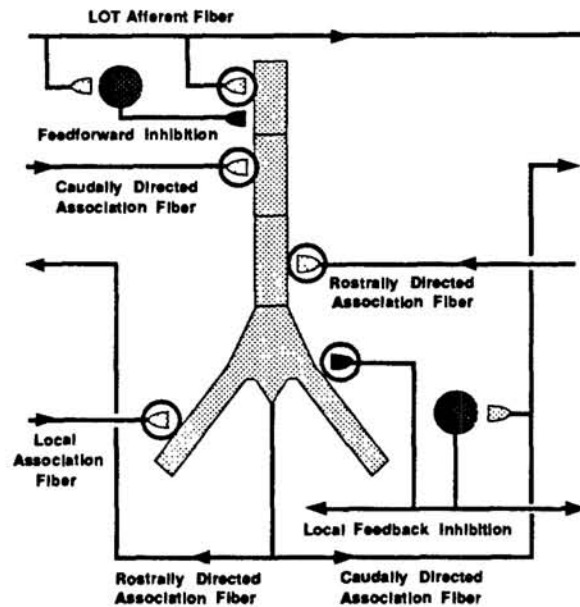 LOT Afferent Fiber
Feedforward Inhibition
Caudally Directed
Association Fiber
Rostrally Directed
Association Fiber
Local
Association
Fiber
Local Feedback Inhibition
Rostrally Directed
Association Fiber
Caudally Directed
Association Fiber